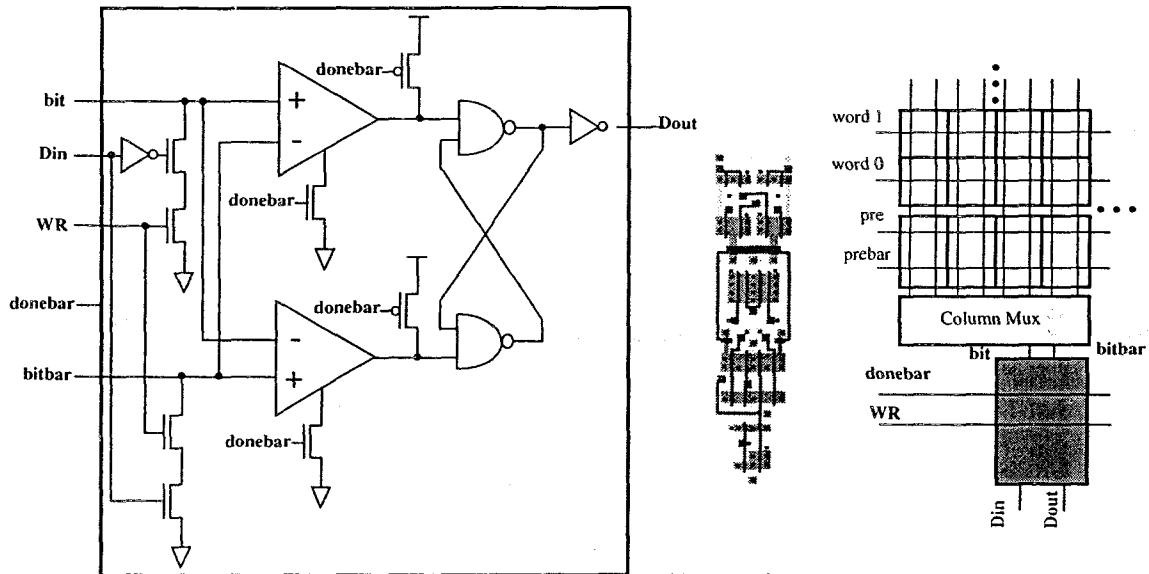 bit
Din
WR
donebar
bitbar
+
-
donebar
donebar
-
+
donebar
donebar
Dout
word 1
word 0
pre
prebar
Column Mux
bit
bitbar
donebar
WR
Din
Dout